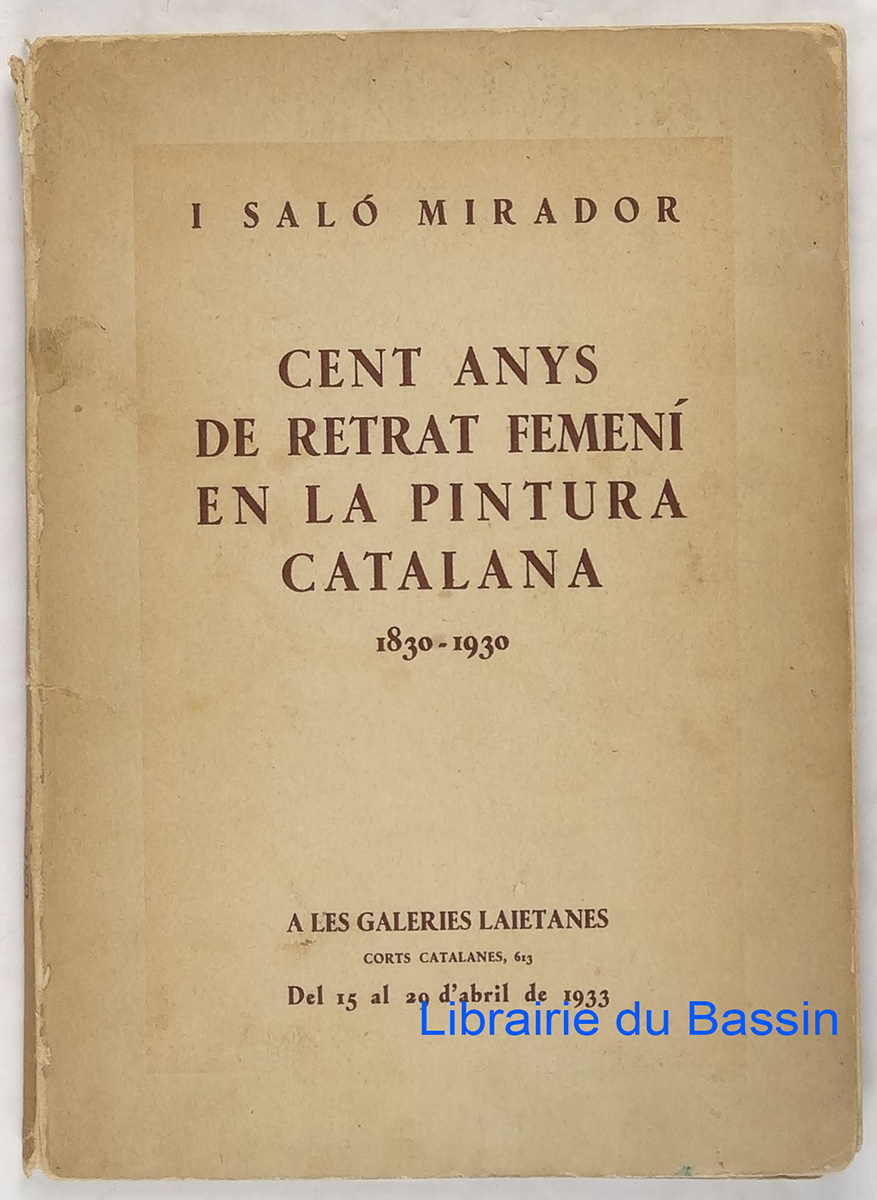 I SALÓ MIRADOR
CENT ANYS
DE RETRAT FEMENÍ
EN LA PINTURA
CATALANA
1830-1930
A LES GALERIES LAIETANES
CORTS CATALANES, 613
Del 15 al 29 d'abril de 1933
Librairie du Bassin